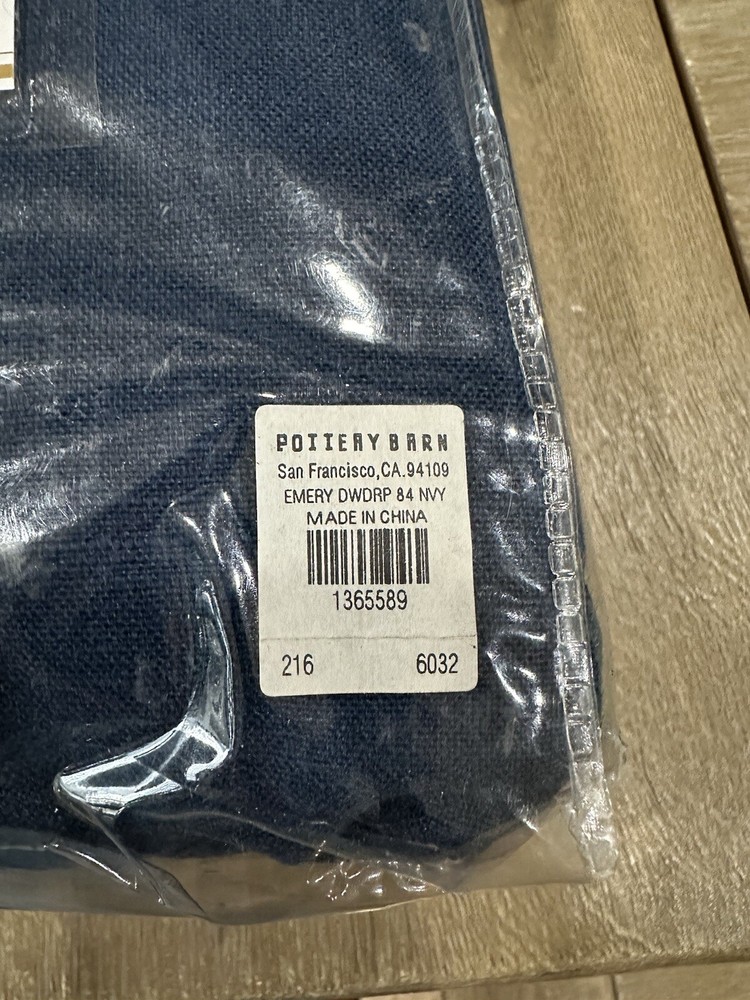 POTTERY BARN
San Francisco,CA.94109
EMERY DWDRP 84 NVY
MADE IN CHINA
1365589
216 6032